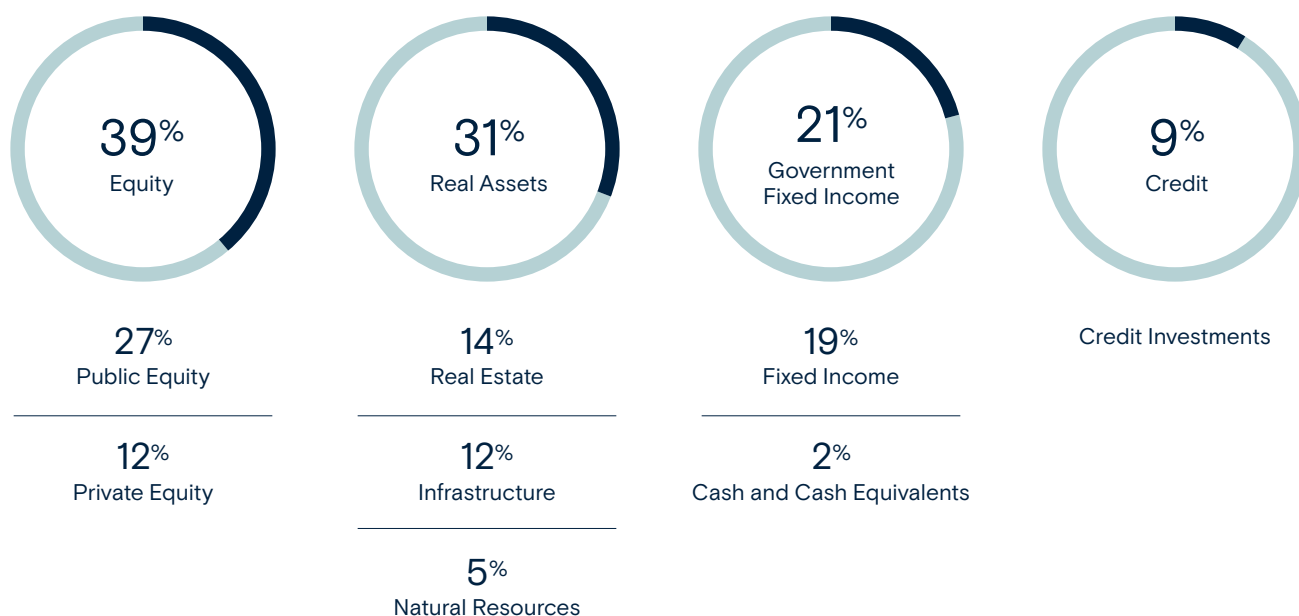 39%
Equity
31%
Real Assets
21%
Government
Fixed Income
9%
Credit
27%
Public Equity
12%
Private Equity
14%
Real Estate
12%
Infrastructure
5%
Natural Resources
19%
Fixed Income
2%
Cash and Cash Equivalents
Credit Investments